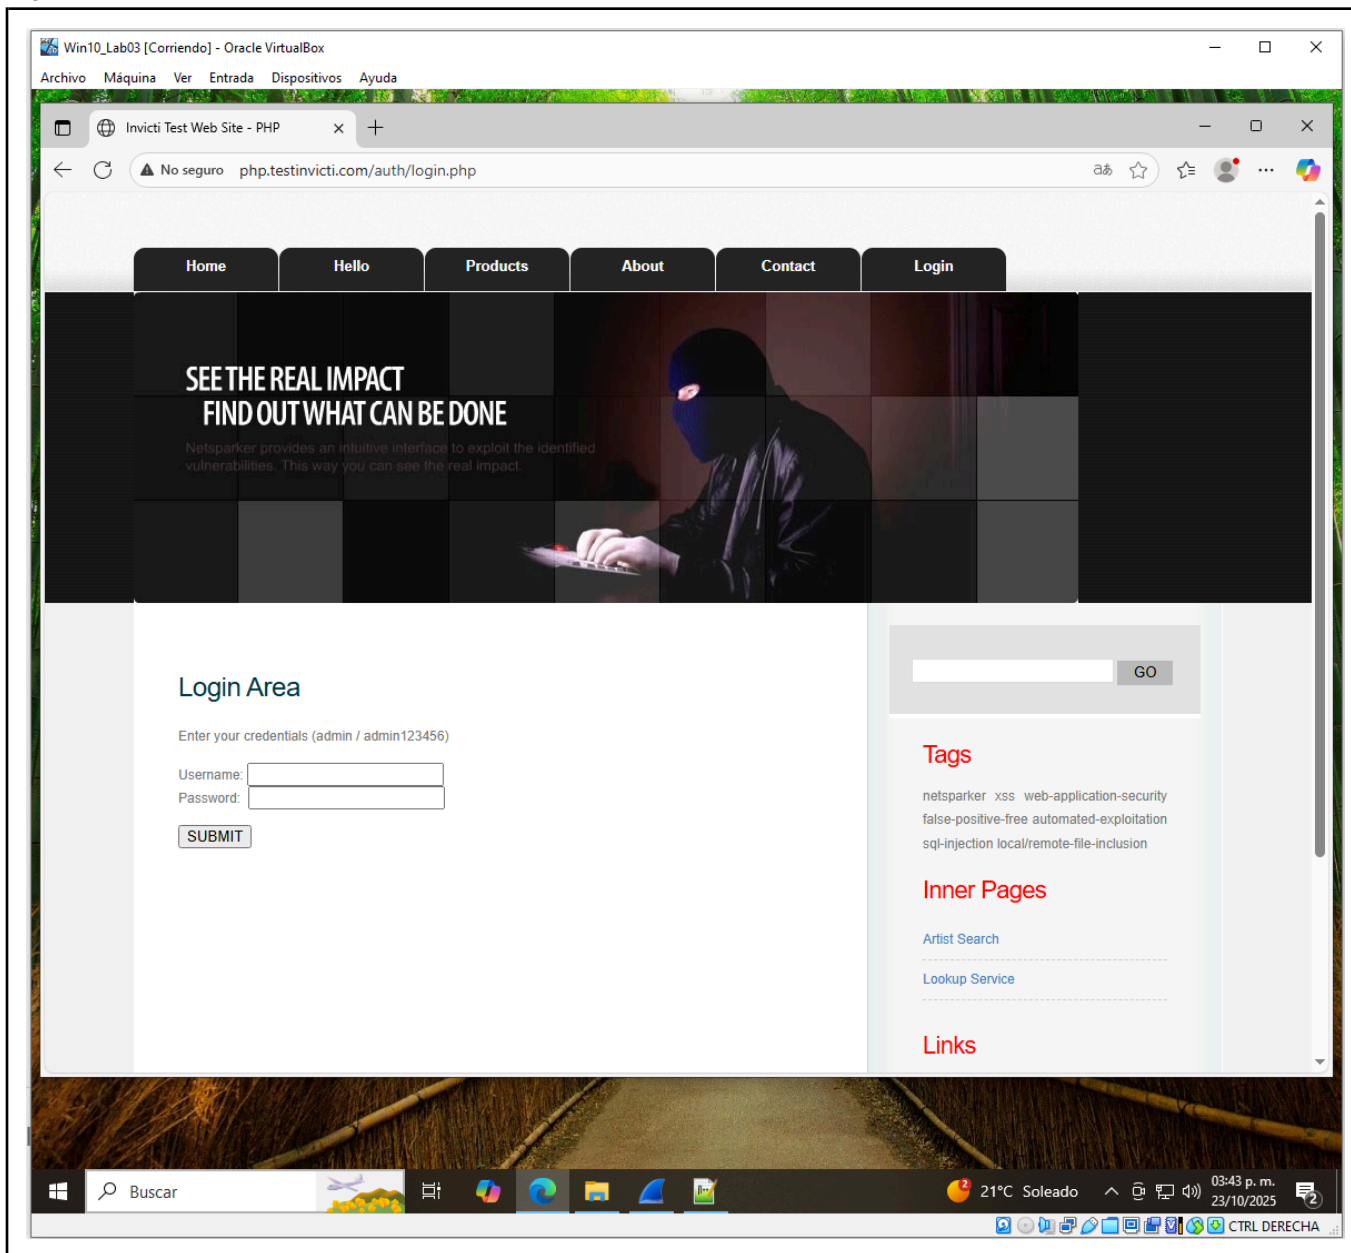 Win10_Lab03 [Corriendo] - Oracle VirtualBox
Archivo Máquina Ver Entrada Dispositivos Ayuda
Invicti Test Web Site - PHP
No seguro php.testinvicti.com/auth/login.php
Home Hello Products About Contact Login
SEE THE REAL IMPACT
FIND OUT WHAT CAN BE DONE
Netsparker provides an intuitive interface to exploit the identified
vulnerabilities. This way you can see the real impact.
GO
Login Area
Enter your credentials (admin / admin123456)
Username:
Password:
SUBMIT
Tags
netsparker xss web-application-security
false-positive-free automated-exploitation
sql-injection local/remote-file-inclusion
Inner Pages
Artist Search
Lookup Service
Links
Buscar
2
21°C Soleado
03:43 p. m.
23/10/2025
2
CTRL DERECHA